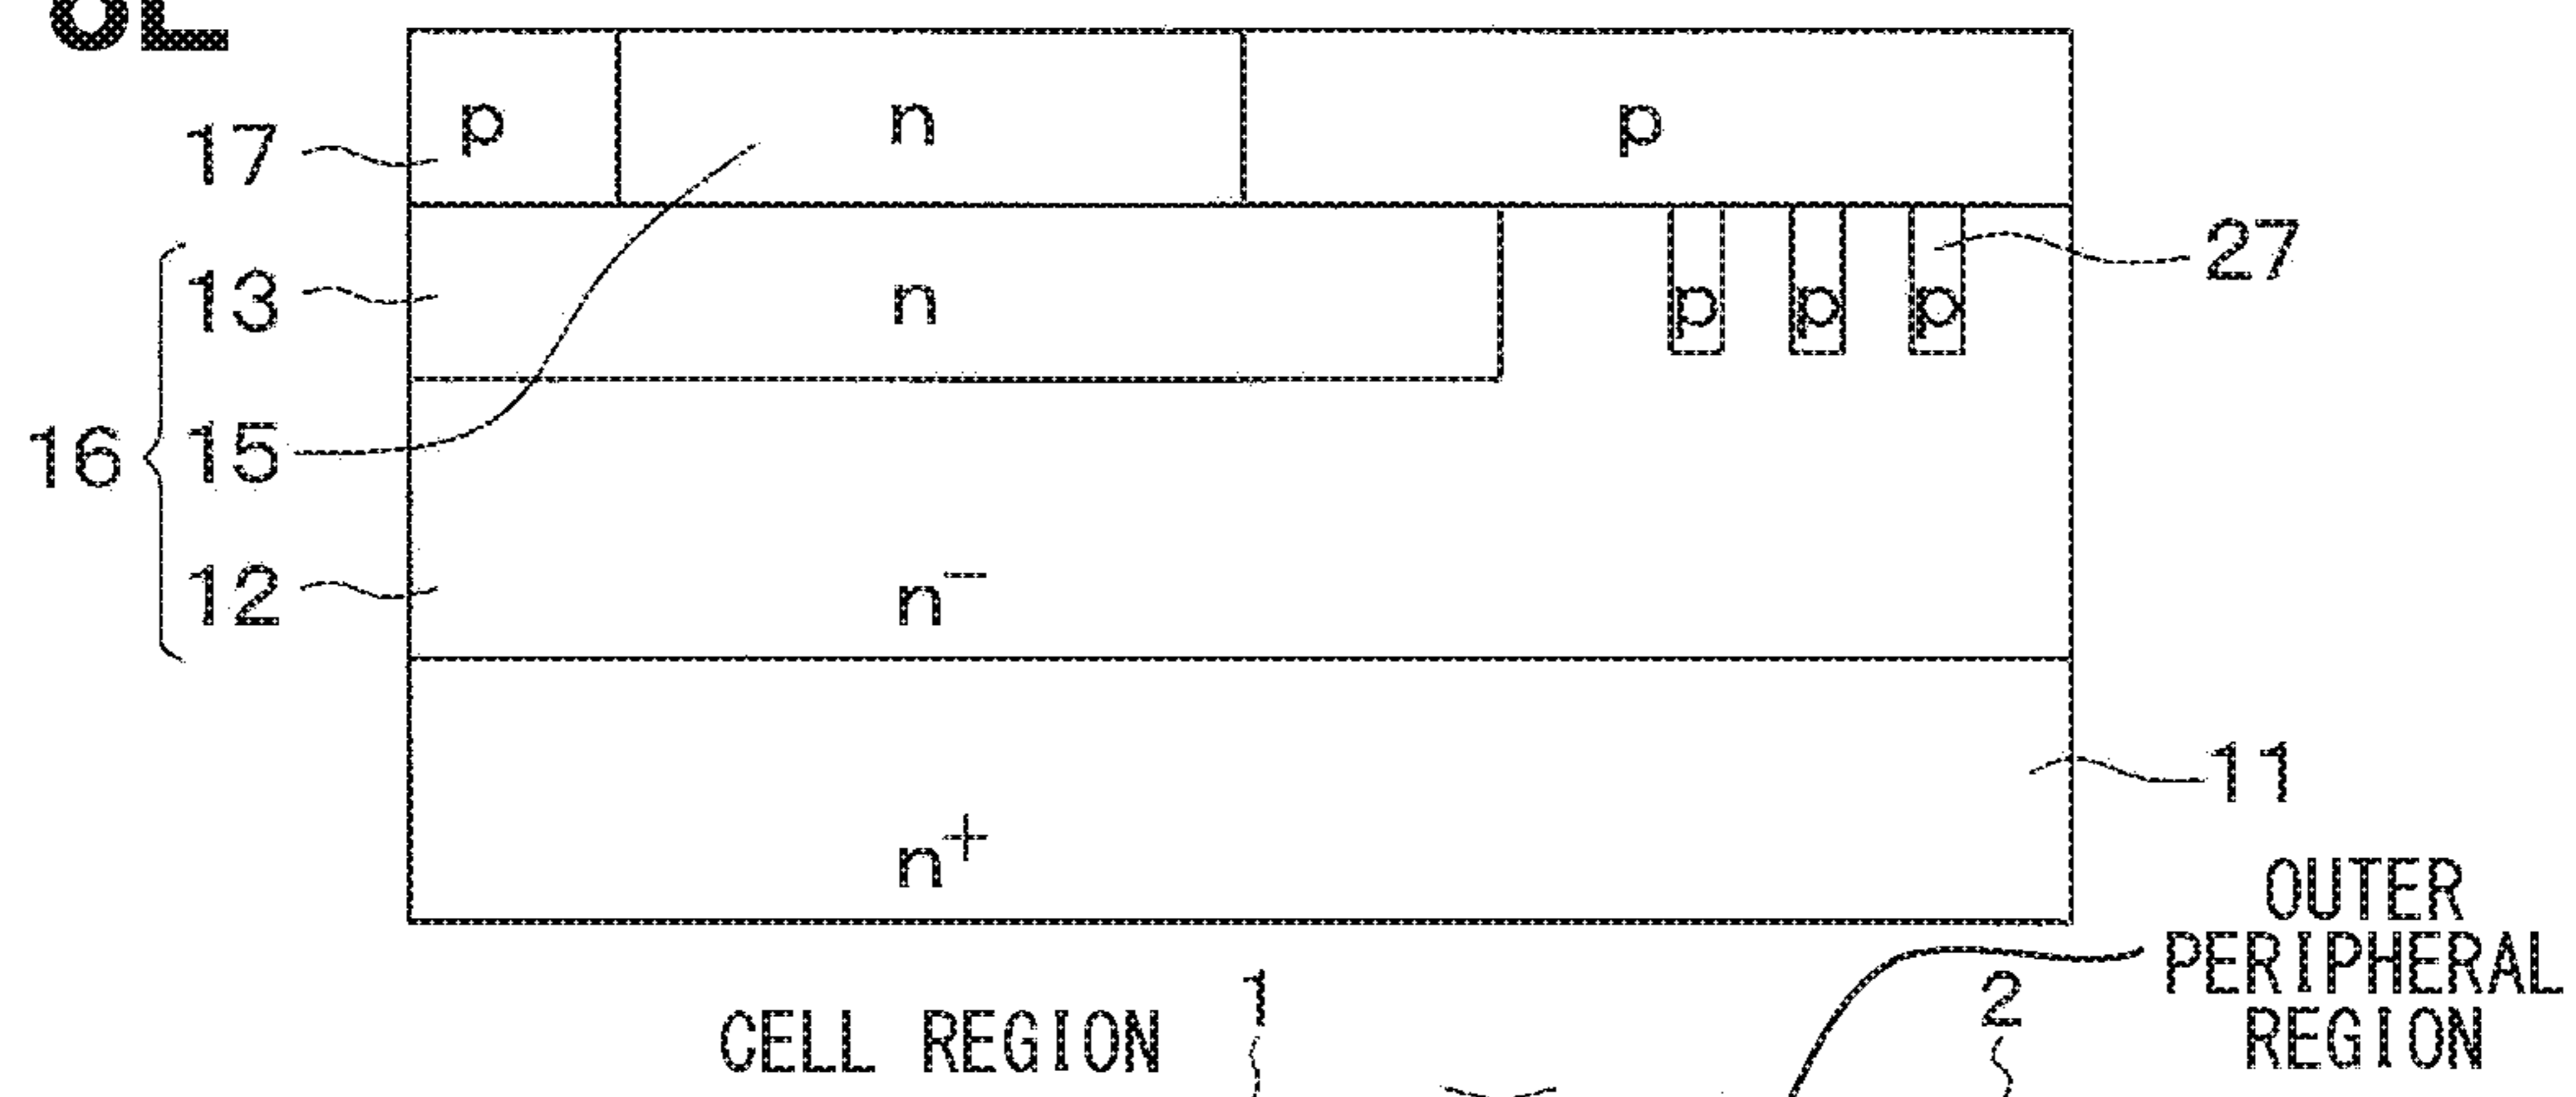 p n p
17
n
13
p p p
27
16
15
12
n⁻
11
n⁺
OUTER
PERIPHERAL
REGION
CELL REGION
1
2